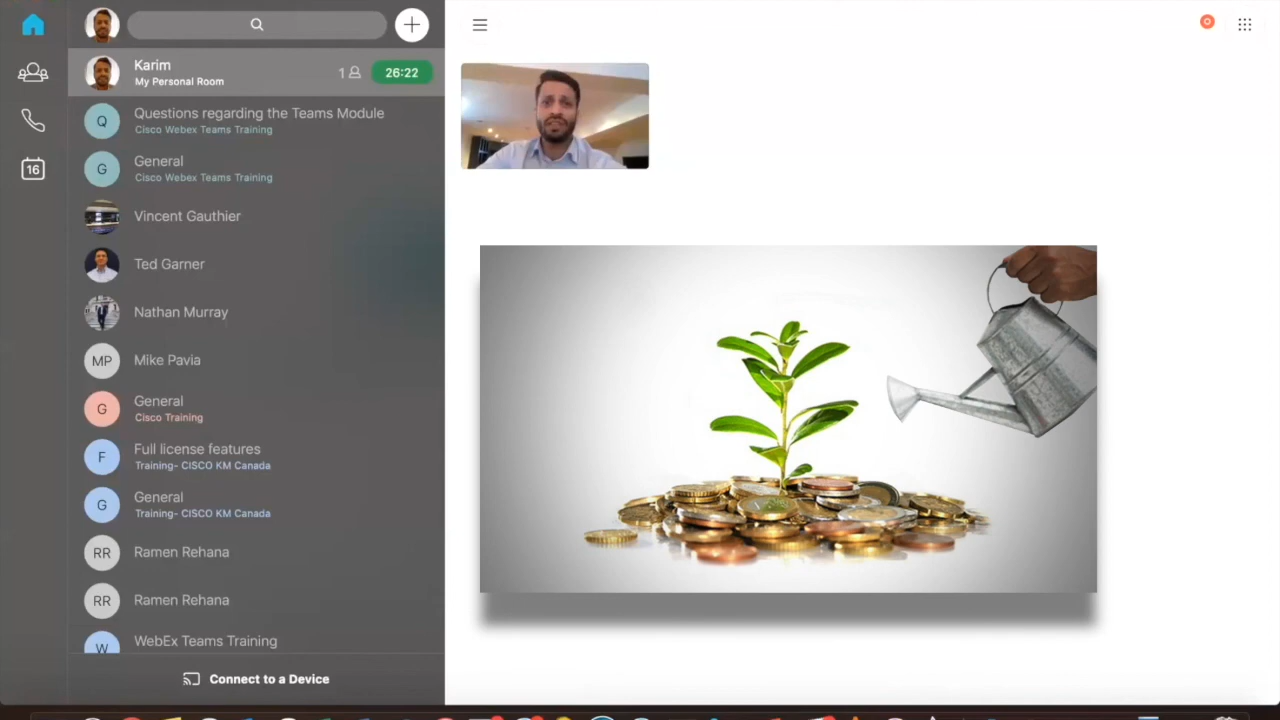 Karim
My Personal Room
1
26:22
Q
Questions regarding the Teams Module
Cisco Webex Teams Training
16
G
General
Cisco Webex Teams Training
Vincent Gauthier
Ted Garner
Nathan Murray
MP
Mike Pavia
G
General
Cisco Training
F
Full license features
Training- CISCO KM Canada
G
General
Training- CISCO KM Canada
RR
Ramen Rehana
RR
Ramen Rehana
W
WebEx Teams Training
Connect to a Device